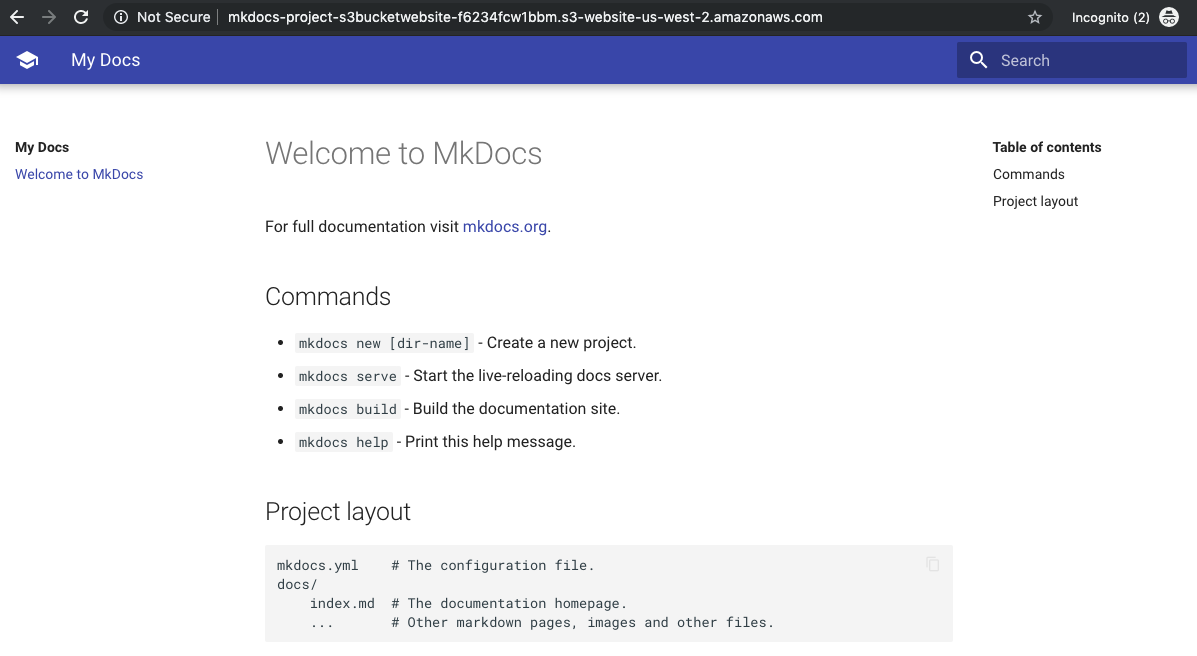 Not Secure mkdocs-project-s3bucketwebsite-f6234fcw1bbm.s3-website-us-west-2.amazonaws.com Incognito (2)
My Docs Search
My Docs
Welcome to MkDocs
Welcome to MkDocs
For full documentation visit mkdocs.org.
Commands
mkdocs new [dir-name] - Create a new project.
mkdocs serve - Start the live-reloading docs server.
mkdocs build - Build the documentation site.
mkdocs help - Print this help message.
Project layout
mkdocs.yml    # The configuration file.
docs/
    index.md  # The documentation homepage.
    ...       # Other markdown pages, images and other files.
Table of contents
Commands
Project layout